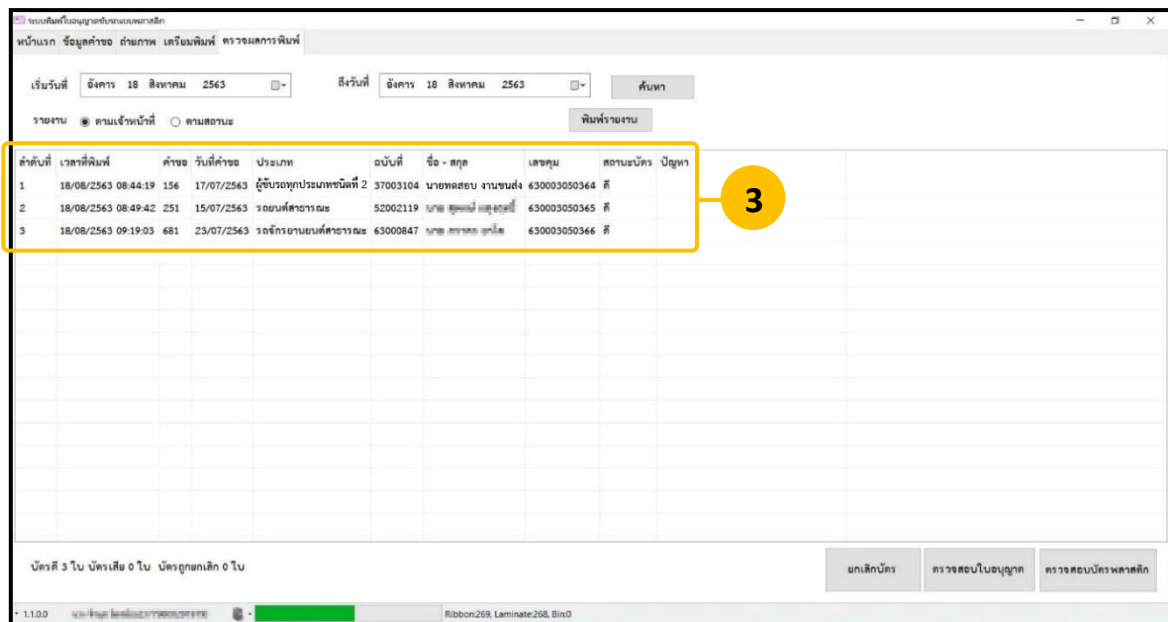 ระบบพิมพ์ใบอนุญาตขับรถแบบพลาสติก
หน้าแรก ข้อมูลคำขอ ถ่ายภาพ เตรียมพิมพ์ ตรวจผลการพิมพ์
เริ่มวันที่ อังคาร 18 สิงหาคม 2563 ถึงวันที่ อังคาร 18 สิงหาคม 2563 ค้นหา
รายงาน ตามเจ้าหน้าที่ ตามสถานะ พิมพ์รายงาน
ลำดับที่ เวลาที่พิมพ์ คำขอ วันที่คำขอ ประเภท ฉบับที่ ชื่อ - สกุล เลขคุม สถานะบัตร ปัญหา
1 18/08/2563 08:44:19 156 17/07/2563 ผู้ขับรถทุกประเภทชนิดที่ 2 37003104 นายทดสอบ งานขนส่ง 630003050364 ดี
2 18/08/2563 08:49:42 251 15/07/2563 รถยนต์สาธารณะ 52002119 นาย 630003050365 ดี
3 18/08/2563 09:19:03 681 23/07/2563 รถจักรยานยนต์สาธารณะ 63000847 นาย 630003050366 ดี
3
บัตรดี 3 ใบ บัตรเสีย 0 ใบ บัตรถูกยกเลิก 0 ใบ
ยกเลิกบัตร ตรวจสอบใบอนุญาต ตรวจสอบบัตรพลาสติก
1.1.0.0 Ribbon:269, Laminate:268, Bin:0